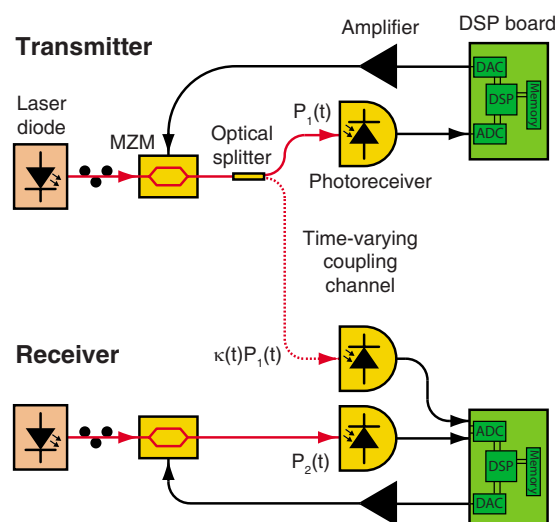 Transmitter
Amplifier
DSP board
Laser
diode
MZM
Optical
splitter
P1(t)
Photoreceiver
DAC
DSP
Memory
ADC
Time-varying
coupling
channel
Receiver
κ(t)P1(t)
P2(t)
ADC
DSP
Memory
DAC